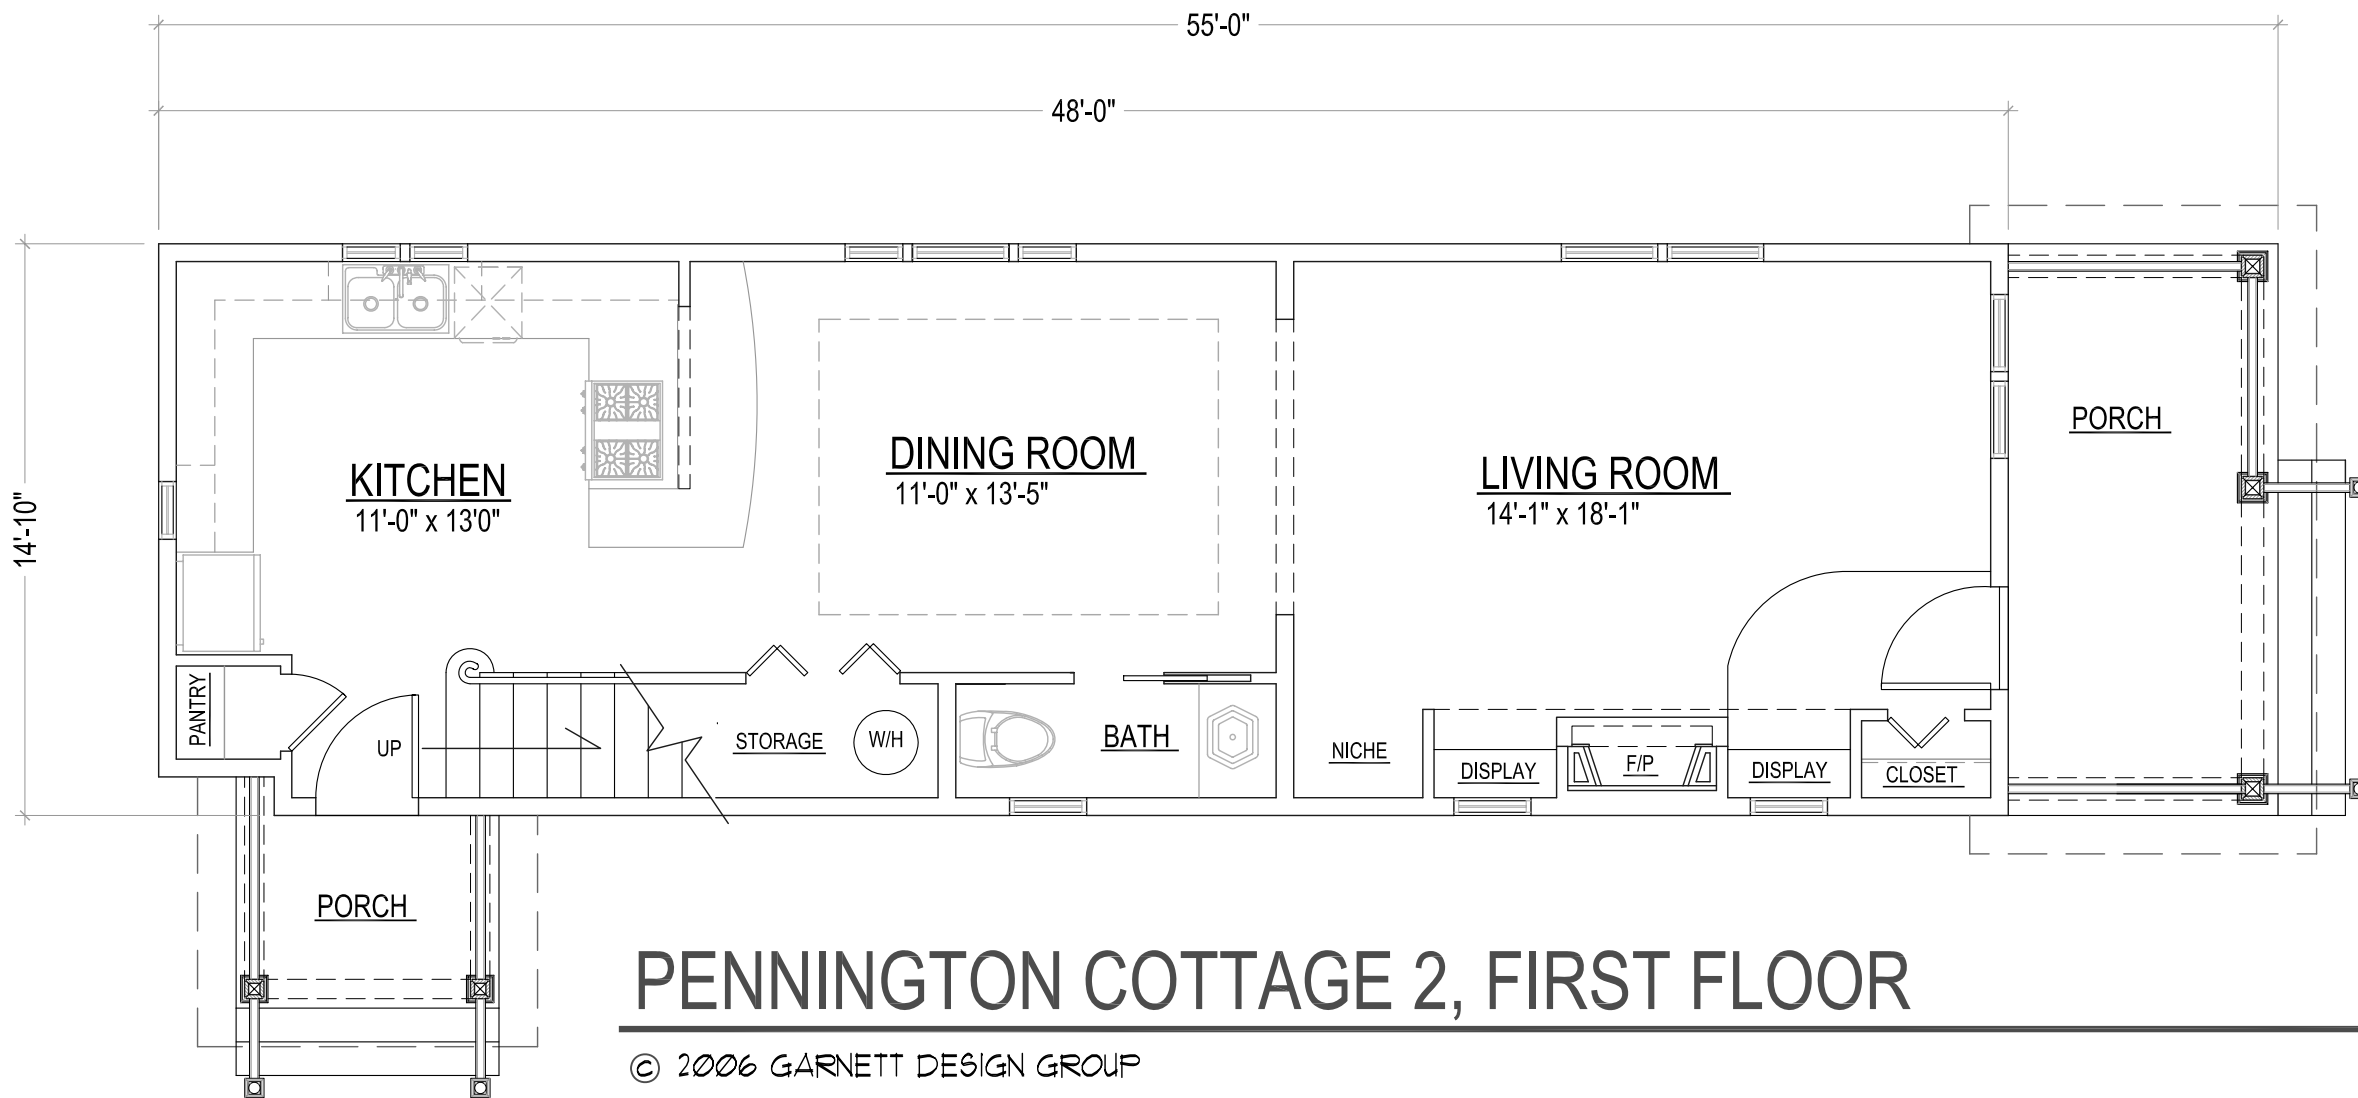 55'-0"
48'-0"
14'-10"
KITCHEN
11'-0" x 13'0"
DINING ROOM
11'-0" x 13'-5"
LIVING ROOM
14'-1" x 18'-1"
PORCH
PANTRY
UP
STORAGE
W/H
BATH
NICHE
DISPLAY
F/P
DISPLAY
CLOSET
PORCH
PENNINGTON COTTAGE 2, FIRST FLOOR
© 2006 GARNETT DESIGN GROUP